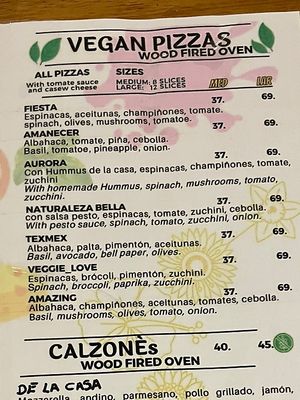 VEGAN PIZZAS
WOOD FIRED OVEN
ALL PIZZAS
With tomate sauce
and casew cheese
SIZES
MEDIUM: 8 SLICES
LARGE: 12 SLICES
MED LAR
FIESTA 37. 69.
Espinacas, aceitunas, champiñones, tomate.
spinach, olives, mushrooms, tomatoe.
AMANECER 37. 69.
Albahaca, tomate, piña, cebolla.
Basil, tomatoe, pineapple, onion.
AURORA 37. 69.
Con Hummus de la casa, espinacas, champiñones, tomate,
zuchini
With homemade Hummus, spinach, mushrooms, tomato,
zucchini.
NATURALEZA BELLA 37. 69.
con salsa pesto, espinacas, tomate, zuchini, cebolla.
With pesto sauce, spinach, tomato, zucchini, onion.
TEXMEX 37. 69.
Albahaca, palta, pimentón, aceitunas.
Basil, avocado, bell paper, olives.
VEGGIE_LOVE 37. 69.
Espinacas, brócoli, pimentón, zuchini.
Spinach, broccoli, paprika, zucchini.
AMAZING 37. 69.
Albahaca, champiñones, aceitunas, tomates, cebolla.
Basil, mushrooms, olives, tomato, onion.
CALZONÈs 40. 45.
WOOD FIRED OVEN
DE LA CASA
Mozzarella, andino, parmesano, pollo grillado, jamón,